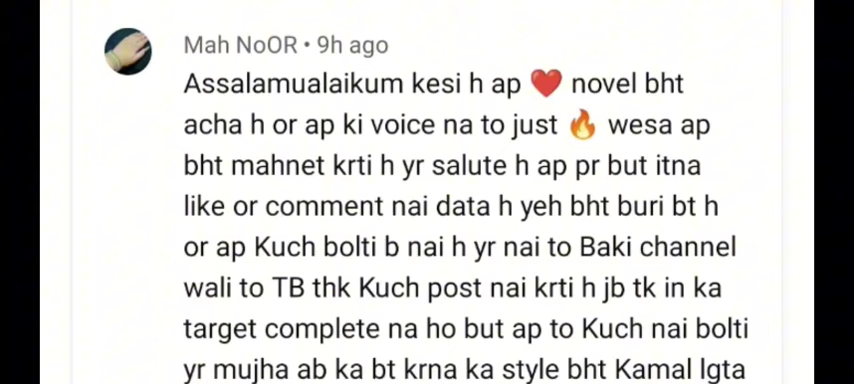 Mah NoOR • 9h ago
Assalamualaikum kesi h ap ❤️ novel bht
acha h or ap ki voice na to just 🔥 wesa ap
bht mahnet krti h yr salute h ap pr but itna
like or comment nai data h yeh bht buri bt h
or ap Kuch bolti b nai h yr nai to Baki channel
wali to TB thk Kuch post nai krti h jb tk in ka
target complete na ho but ap to Kuch nai bolti
yr mujha ab ka bt krna ka style bht Kamal lgta